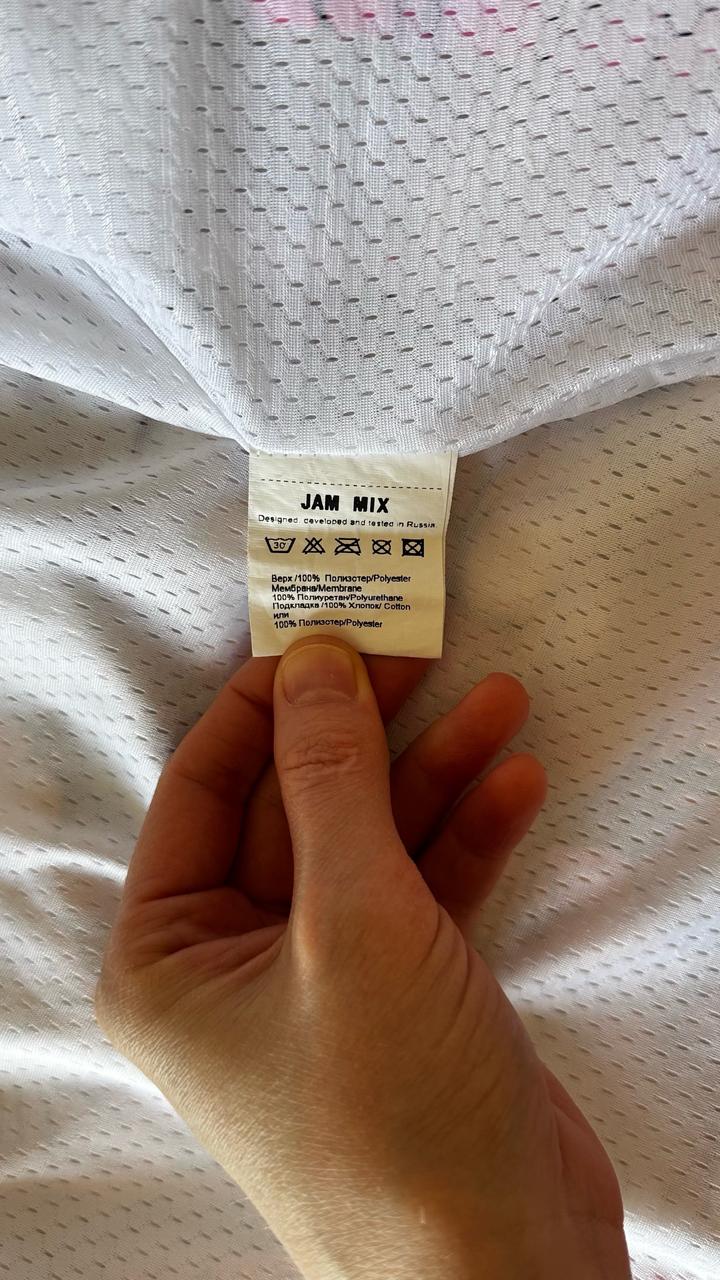 JAM MIX
Designed, developed and tested in Russia.
30°
Верх /100% Полиэстер/Polyester
Мембрана/Membrane
100% Полиуретан/Polyurethane
Подкладка /100% Хлопок/ Cotton
или
100% Полиэстер/Polyester